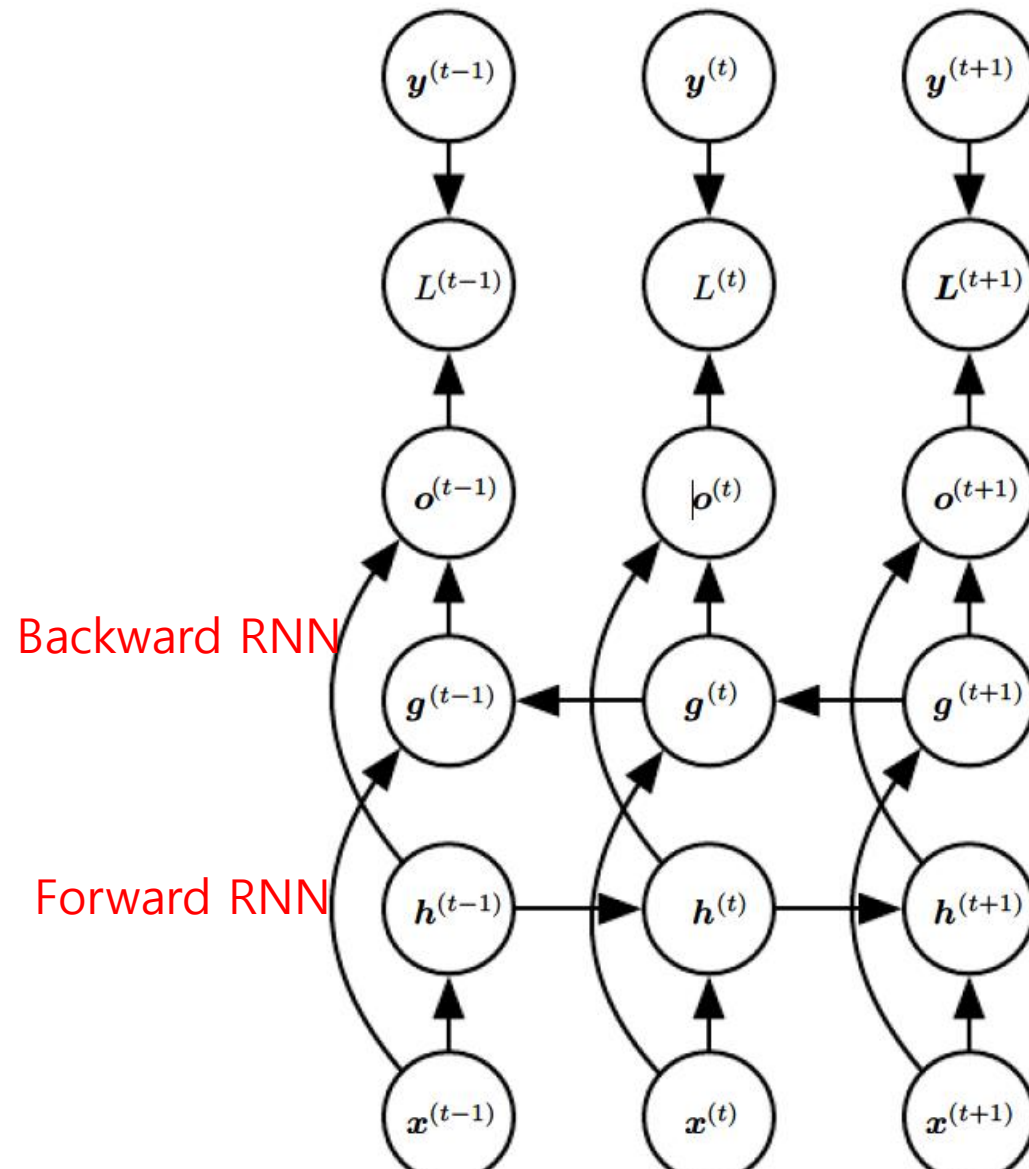 y^(t−1) y^(t) y^(t+1)
L^(t−1) L^(t) L^(t+1)
o^(t−1) o^(t) o^(t+1)
Backward RNN
g^(t−1) g^(t) g^(t+1)
Forward RNN
h^(t−1) h^(t) h^(t+1)
x^(t−1) x^(t) x^(t+1)